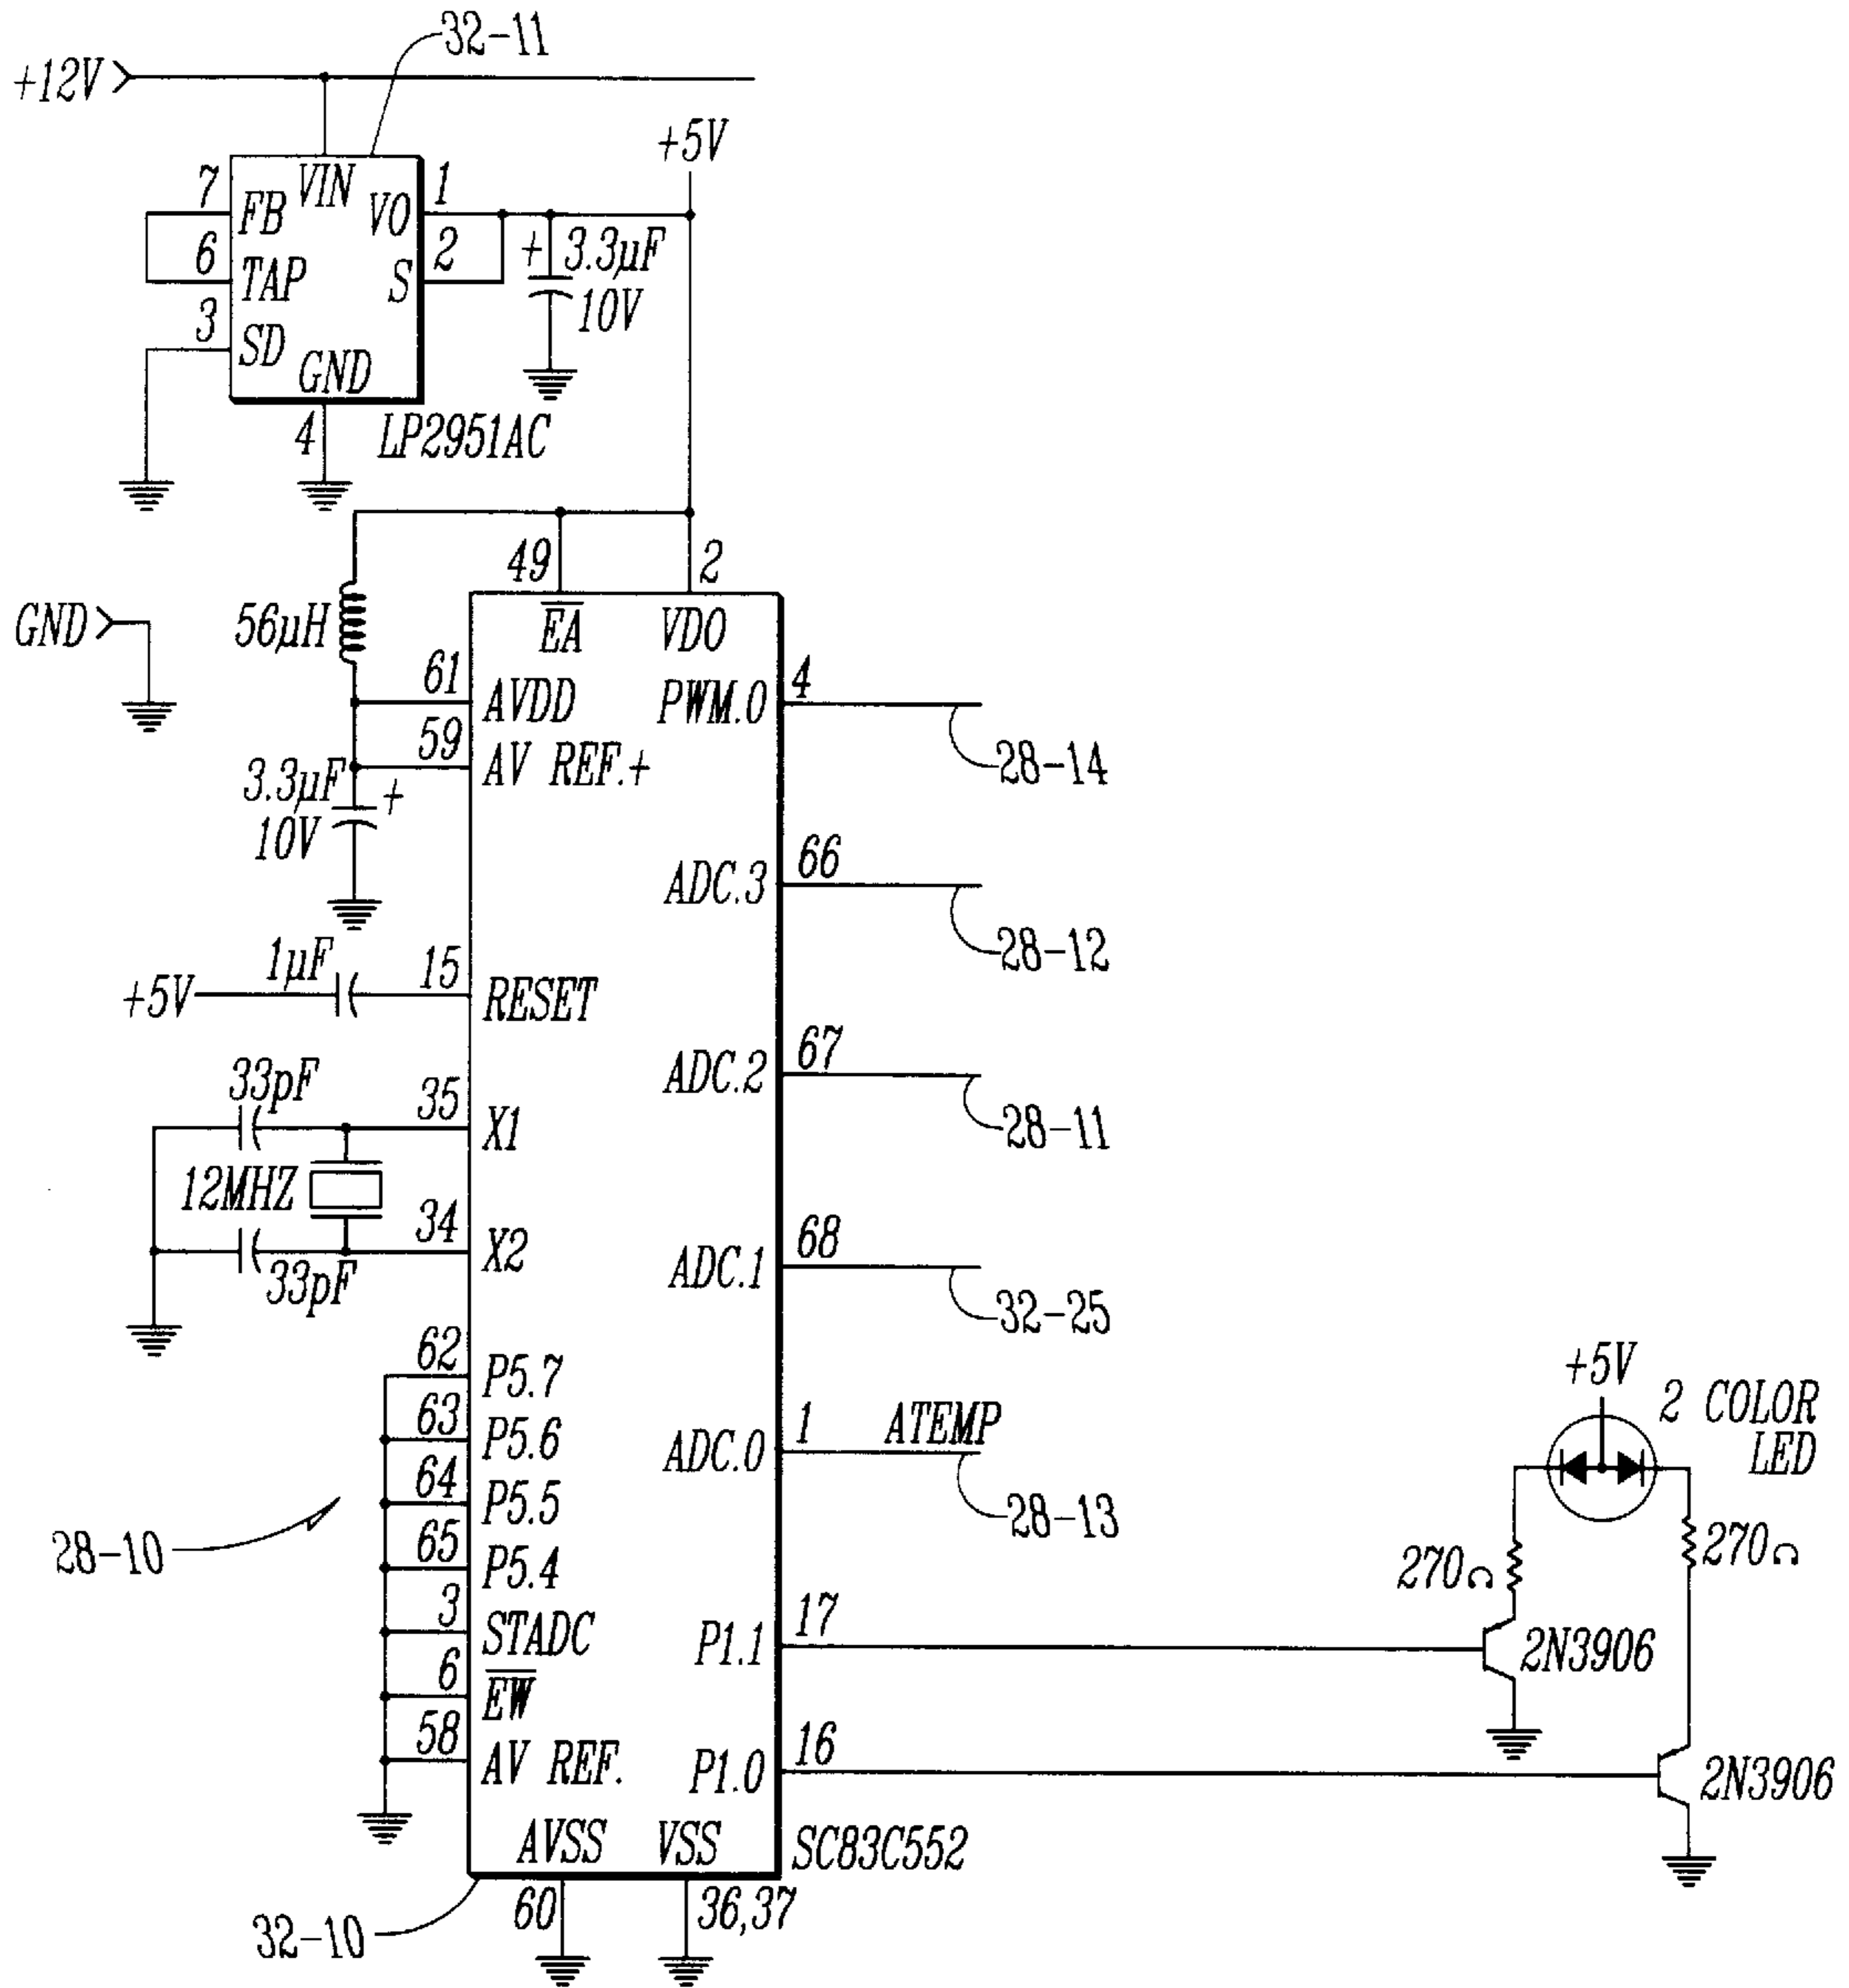 32-11
+12V
+5V
7
VIN
1
FB
VO
6
2
+
3.3µF
TAP
S
10V
3
SD
GND
4
LP2951AC
49
2
GND
56µH
E̅A̅
VDO
61
4
AVDD
PWM.0
59
AV REF.+
28-14
3.3µF
+
10V
66
ADC.3
28-12
1µF
15
+5V
RESET
67
ADC.2
33pF
35
28-11
X1
12MHZ
34
68
X2
ADC.1
33pF
32-25
62
+5V
P5.7
2 COLOR
63
1
ATEMP
LED
P5.6
ADC.0
64
P5.5
28-13
28-10
65
270Ω
P5.4
270Ω
3
17
STADC
P1.1
2N3906
6
E̅W̅
58
16
AV REF.
P1.0
2N3906
AVSS
VSS
SC83C552
60
36,37
32-10